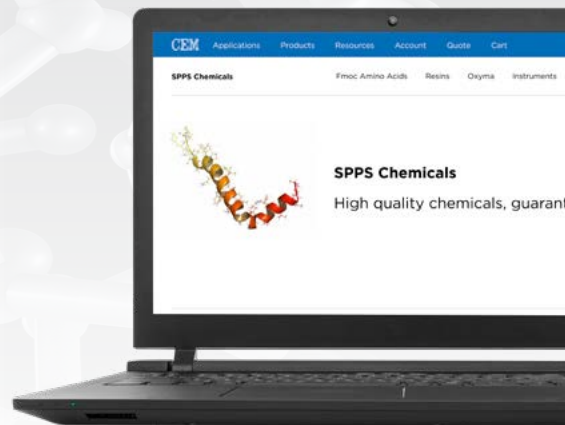 CEM Applications Products Resources Account Quote Cart
SPPS Chemicals Fmoc Amino Acids Resins Oxyma Instruments
SPPS Chemicals
High quality chemicals, guarant